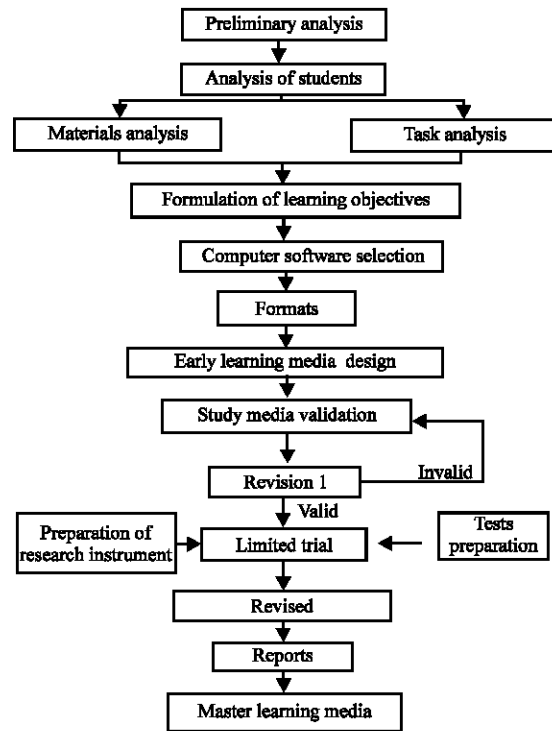 Preliminary analysis
Analysis of students
Materials analysis
Task analysis
Formulation of learning objectives
Computer software selection
Formats
Early learning media design
Study media validation
Revision 1
Invalid
Valid
Preparation of
research instrument
Limited trial
Tests
preparation
Revised
Reports
Master learning media